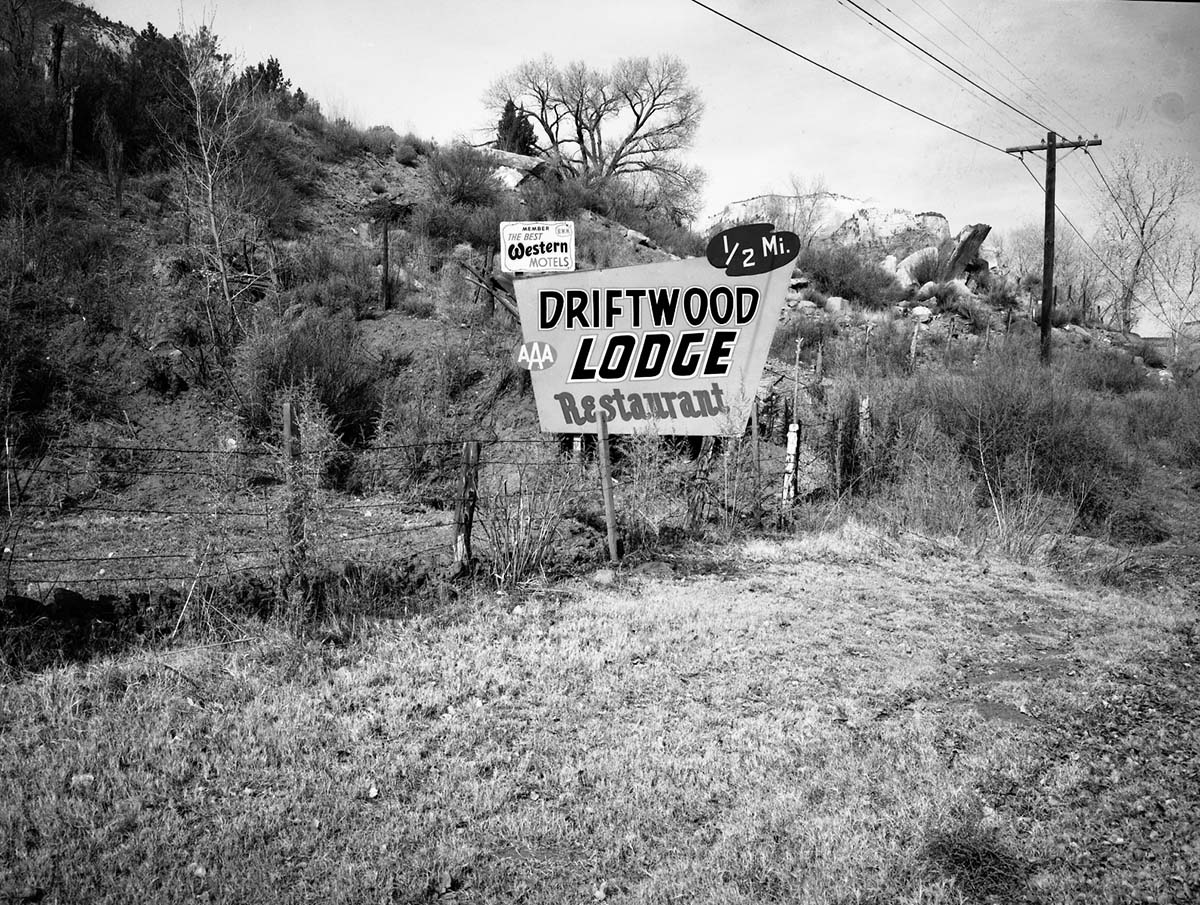 MEMBER
THE BEST
Western
MOTELS
1/2 Mi.
DRIFTWOOD
LODGE
AAA
Restaurant